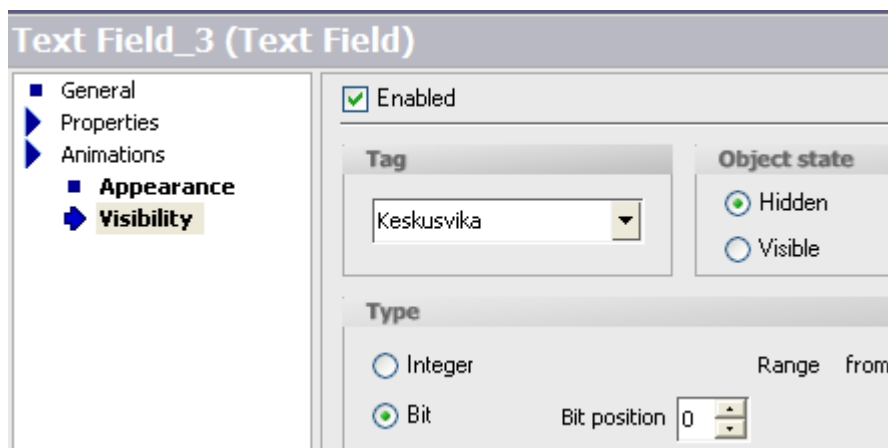 Text Field_3 (Text Field)
General
Properties
Animations
Appearance
Visibility
Enabled
Tag
Keskusvika
Object state
Hidden
Visible
Type
Integer
Range from
Bit
Bit position 0